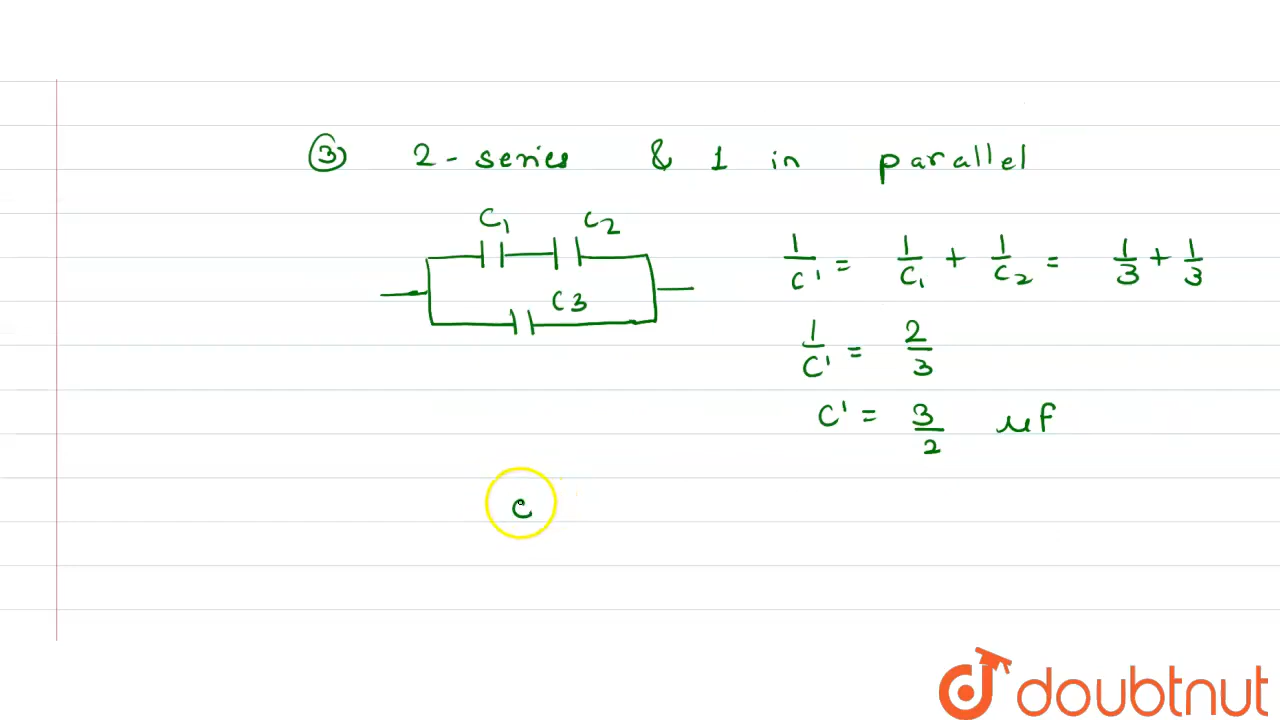 ③ 2 - series & 1 in parallel
C1 C2
C3
1/C' = 1/C1 + 1/C2 = 1/3 + 1/3
1/C' = 2/3
C' = 3/2 μf
C
doubtnut